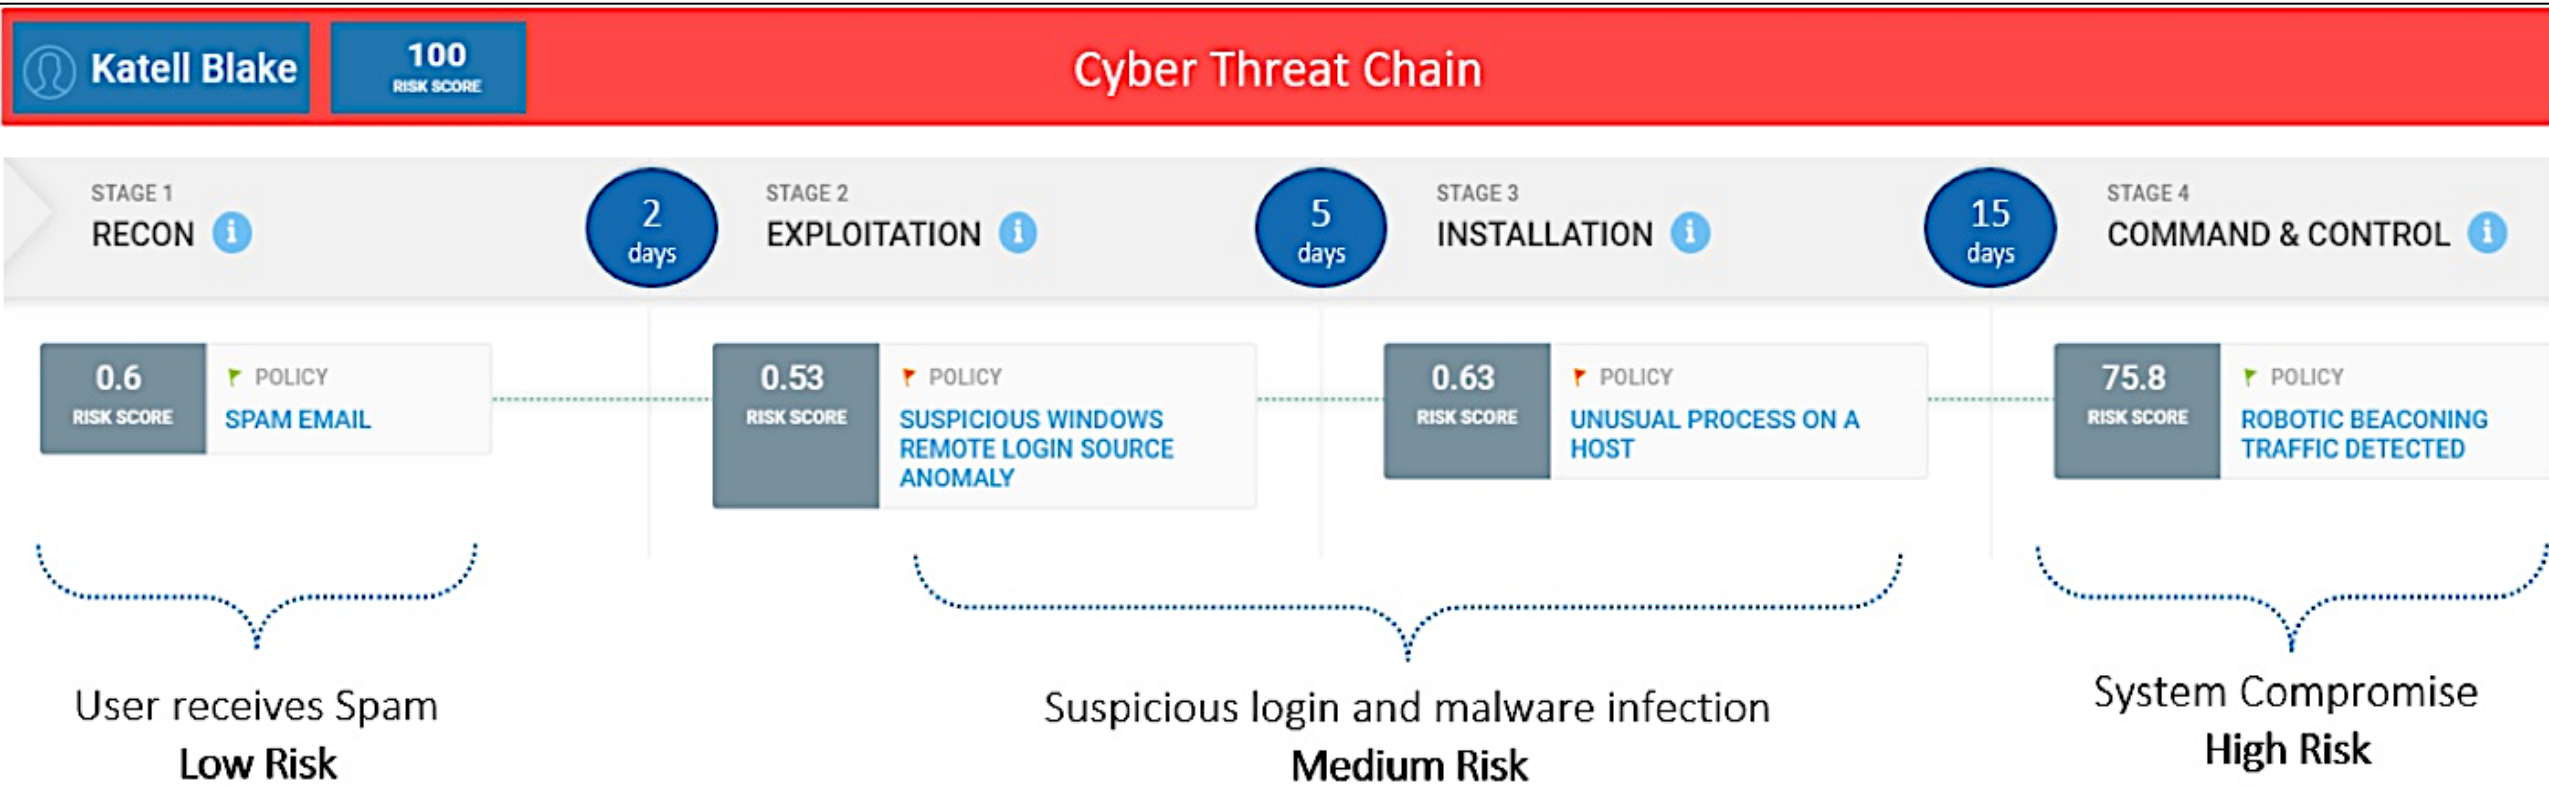 Katell Blake
100
RISK SCORE
Cyber Threat Chain
STAGE 1
RECON
2
days
STAGE 2
EXPLOITATION
5
days
STAGE 3
INSTALLATION
15
days
STAGE 4
COMMAND & CONTROL
0.6
RISK SCORE
POLICY
SPAM EMAIL
0.53
RISK SCORE
POLICY
SUSPICIOUS WINDOWS
REMOTE LOGIN SOURCE
ANOMALY
0.63
RISK SCORE
POLICY
UNUSUAL PROCESS ON A
HOST
75.8
RISK SCORE
POLICY
ROBOTIC BEACONING
TRAFFIC DETECTED
User receives Spam
Low Risk
Suspicious login and malware infection
Medium Risk
System Compromise
High Risk